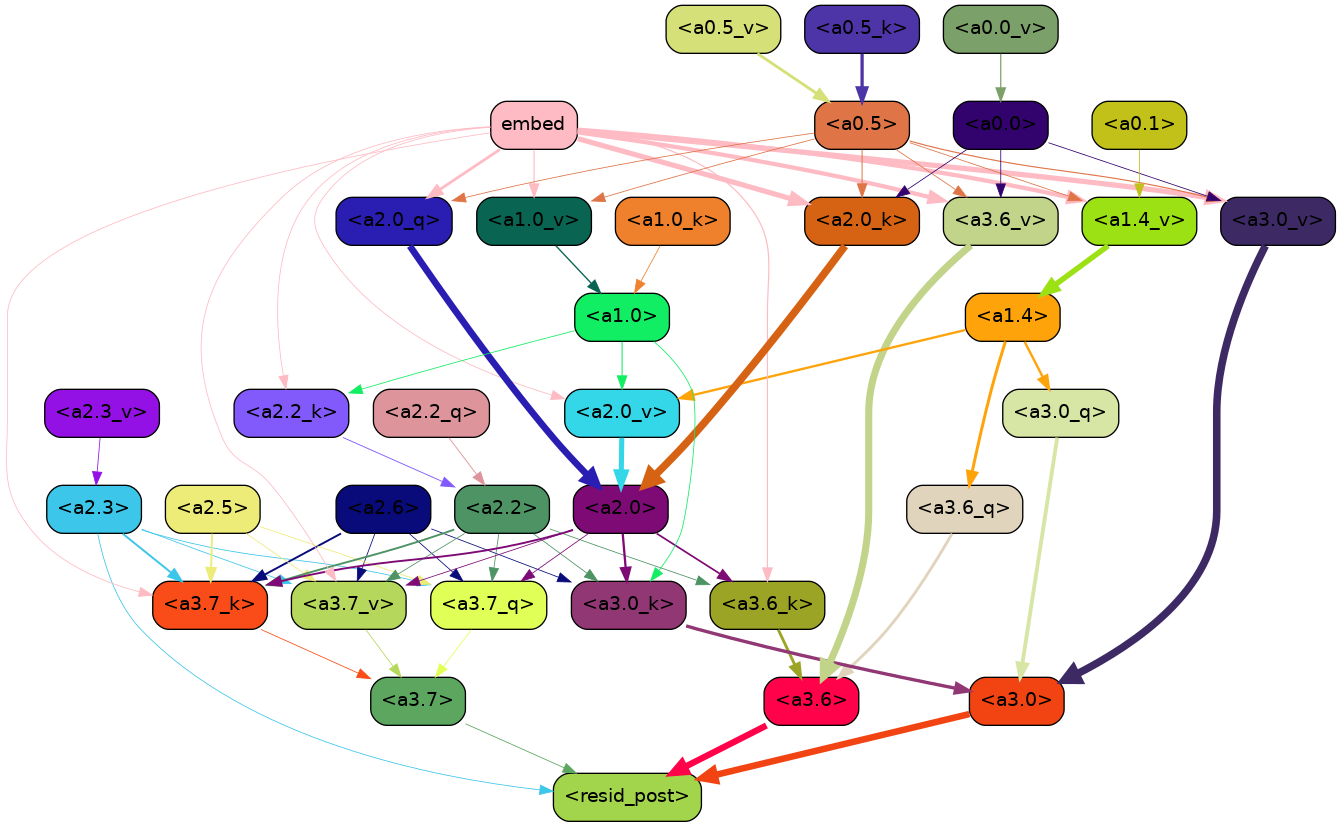 <a0.5_v> <a0.5_k> <a0.0_v>
embed <a0.5> <a0.0> <a0.1>
<a2.0_q> <a1.0_v> <a1.0_k> <a2.0_k> <a3.6_v> <a1.4_v> <a3.0_v>
<a1.0> <a1.4>
<a2.3_v> <a2.2_k> <a2.2_q> <a2.0_v> <a3.0_q>
<a2.3> <a2.5> <a2.6> <a2.2> <a2.0> <a3.6_q>
<a3.7_k> <a3.7_v> <a3.7_q> <a3.0_k> <a3.6_k>
<a3.7> <a3.6> <a3.0>
<resid_post>